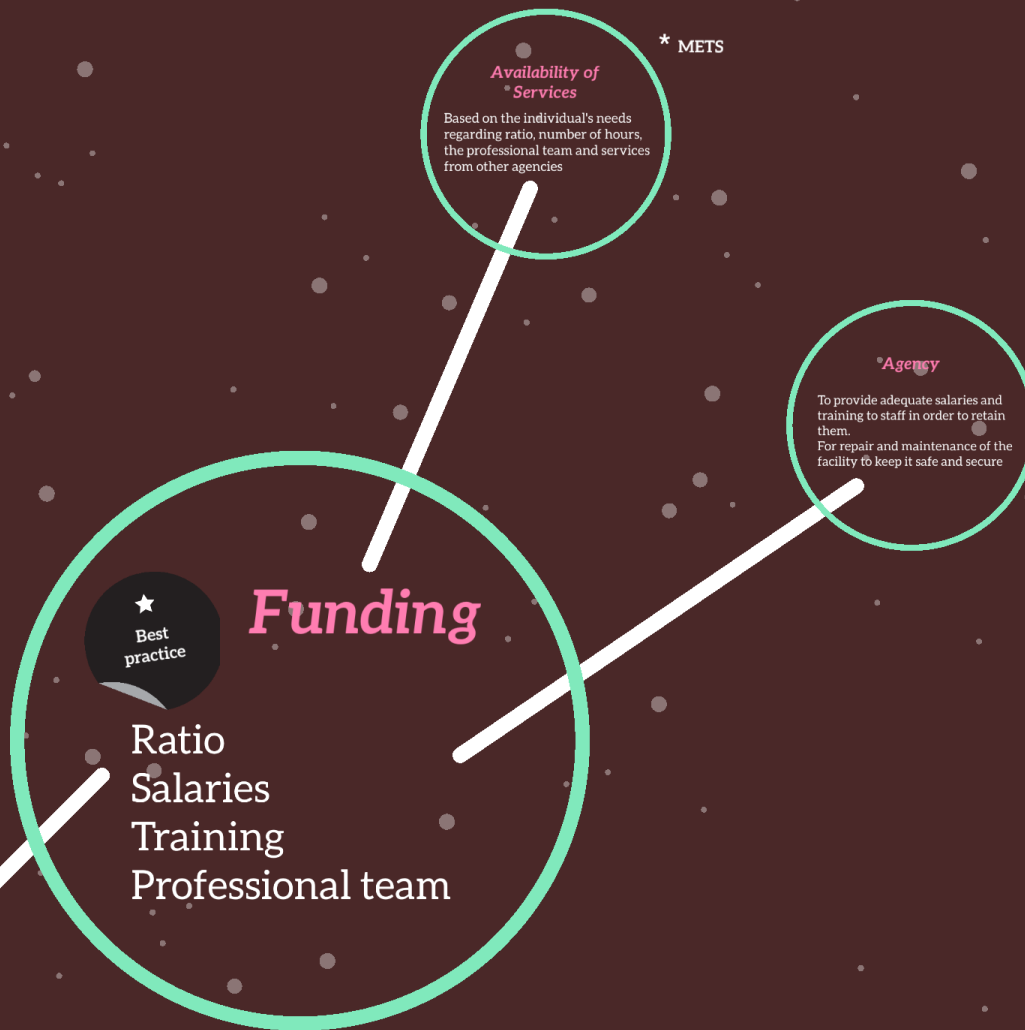 * METS
Availability of
Services
Based on the individual's needs
regarding ratio, number of hours,
the professional team and services
from other agencies
Agency
To provide adequate salaries and
training to staff in order to retain
them.
For repair and maintenance of the
facility to keep it safe and secure
Funding
Best
practice
Ratio
Salaries
Training
Professional team